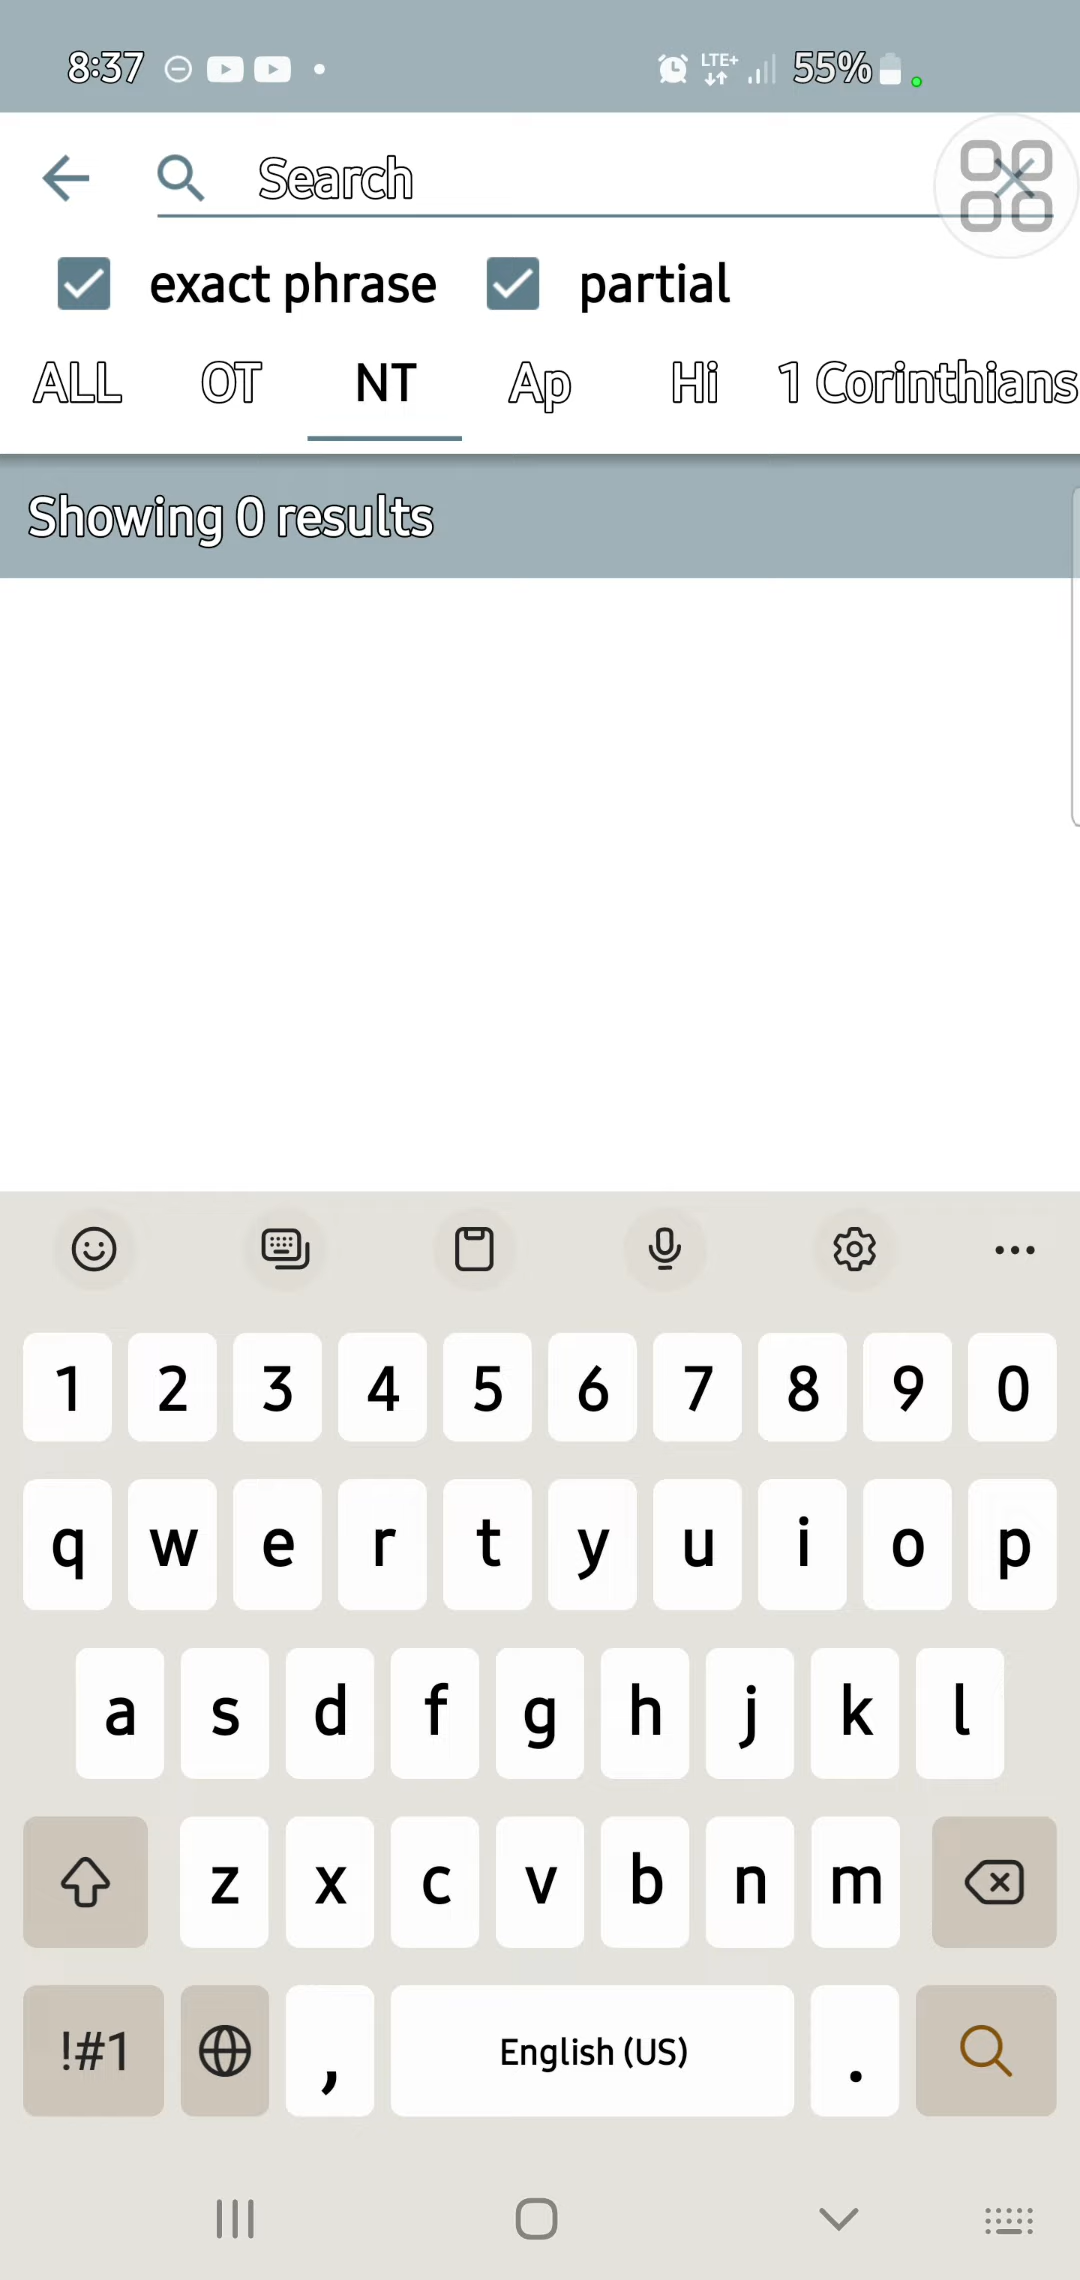 8:37 LTE+ 55%
Search
exact phrase partial
ALL OT NT Ap Hi 1 Corinthians
Showing 0 results
1 2 3 4 5 6 7 8 9 0
q w e r t y u i o p
a s d f g h j k l
z x c v b n m
!#1 , English (US) .